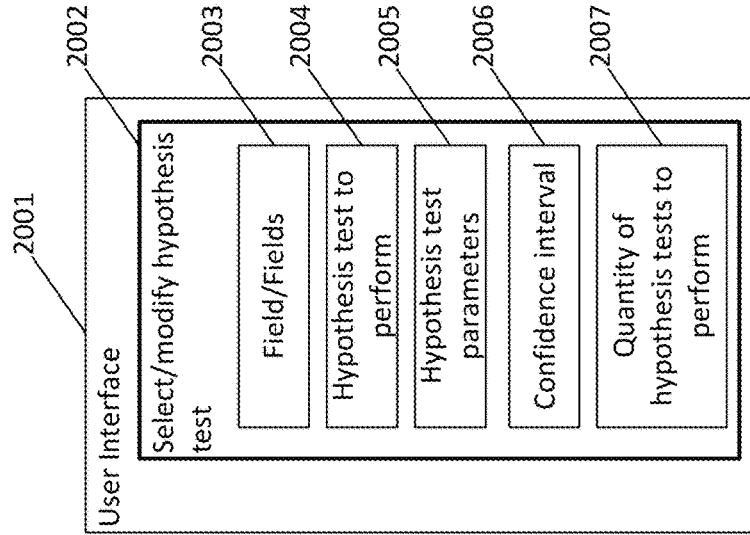 2001
User Interface
2002
Select/modify hypothesis
test
2003
Field/Fields
2004
Hypothesis test to
perform
2005
Hypothesis test
parameters
2006
Confidence interval
2007
Quantity of
hypothesis tests to
perform